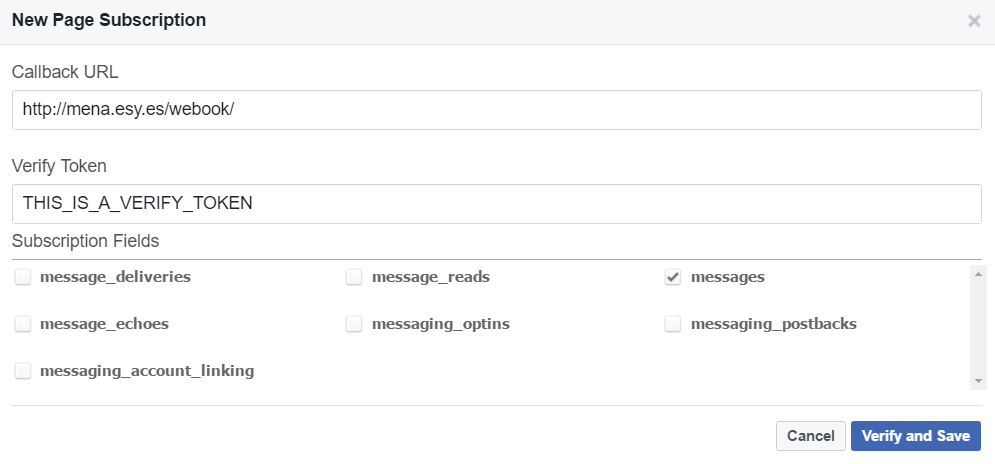 New Page Subscription
×
Callback URL
http://mena.esy.es/webook/
Verify Token
THIS_IS_A_VERIFY_TOKEN
Subscription Fields
message_deliveries message_reads messages
message_echoes messaging_optins messaging_postbacks
messaging_account_linking
Cancel Verify and Save